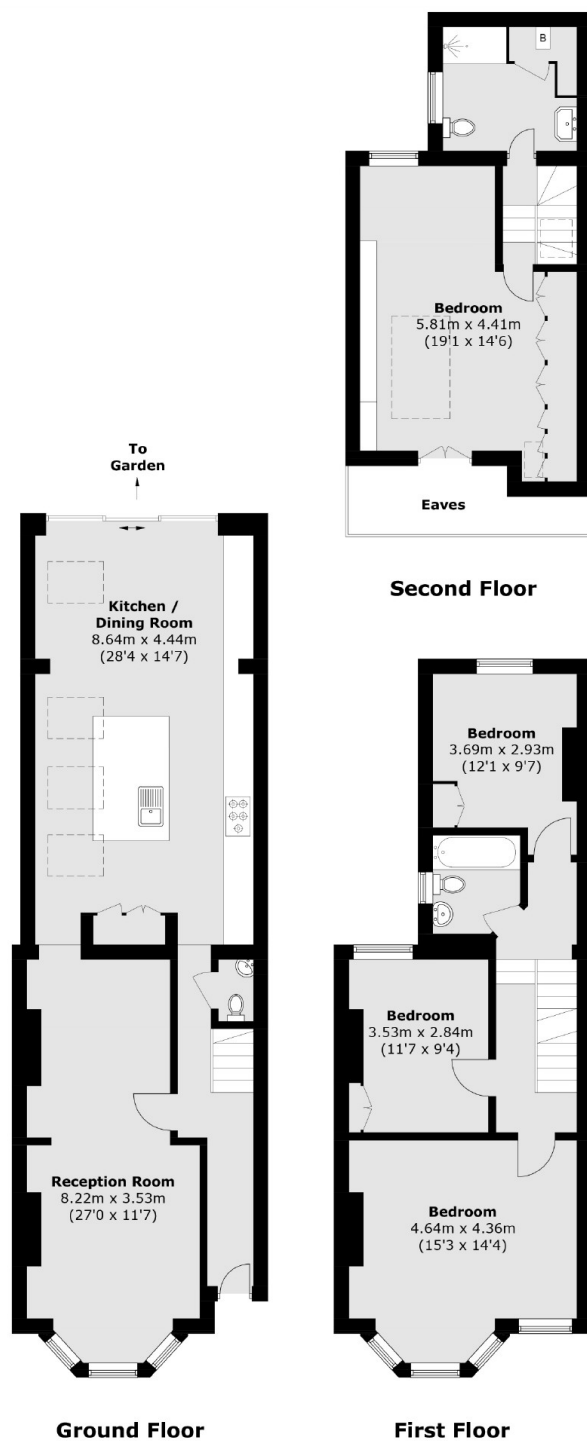 B
Bedroom
5.81m x 4.41m
(19'1 x 14'6)
Eaves
Second Floor
To
Garden
Kitchen /
Dining Room
8.64m x 4.44m
(28'4 x 14'7)
Reception Room
8.22m x 3.53m
(27'0 x 11'7)
Ground Floor
Bedroom
3.69m x 2.93m
(12'1 x 9'7)
Bedroom
3.53m x 2.84m
(11'7 x 9'4)
Bedroom
4.64m x 4.36m
(15'3 x 14'4)
First Floor